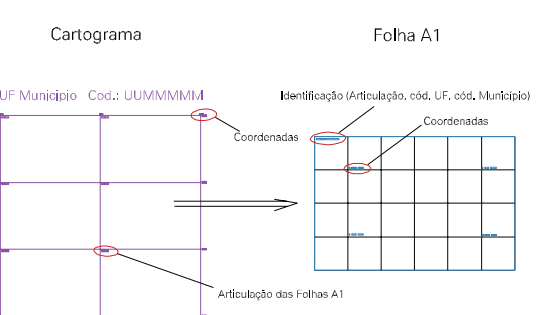 Cartograma
Folha A1
UF Município Cod.: UUMMMMM
Identificação (Articulação, cód. UF, cód. Município)
Coordenadas
Coordenadas
Articulação das Folhas A1